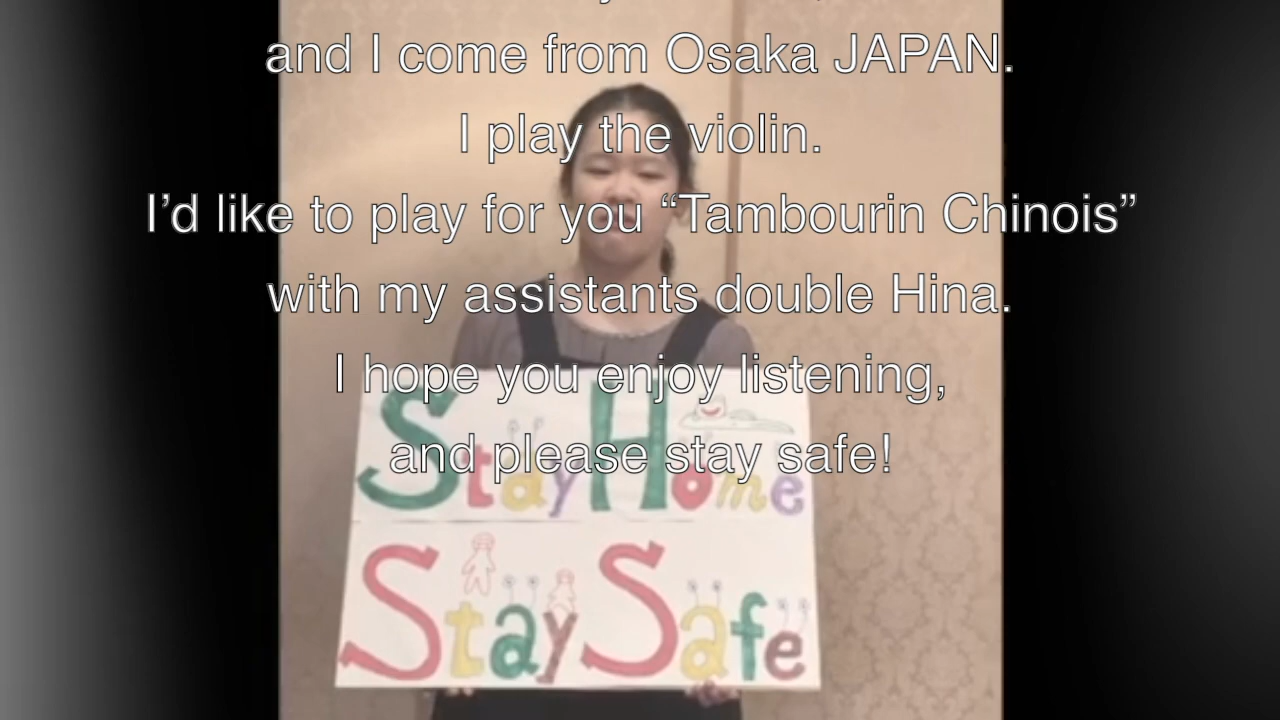 and I come from Osaka JAPAN.
I play the violin.
I’d like to play for you “Tambourin Chinois”
with my assistants double Hina.
I hope you enjoy listening,
and please stay safe!
Stay Home
Stay Safe